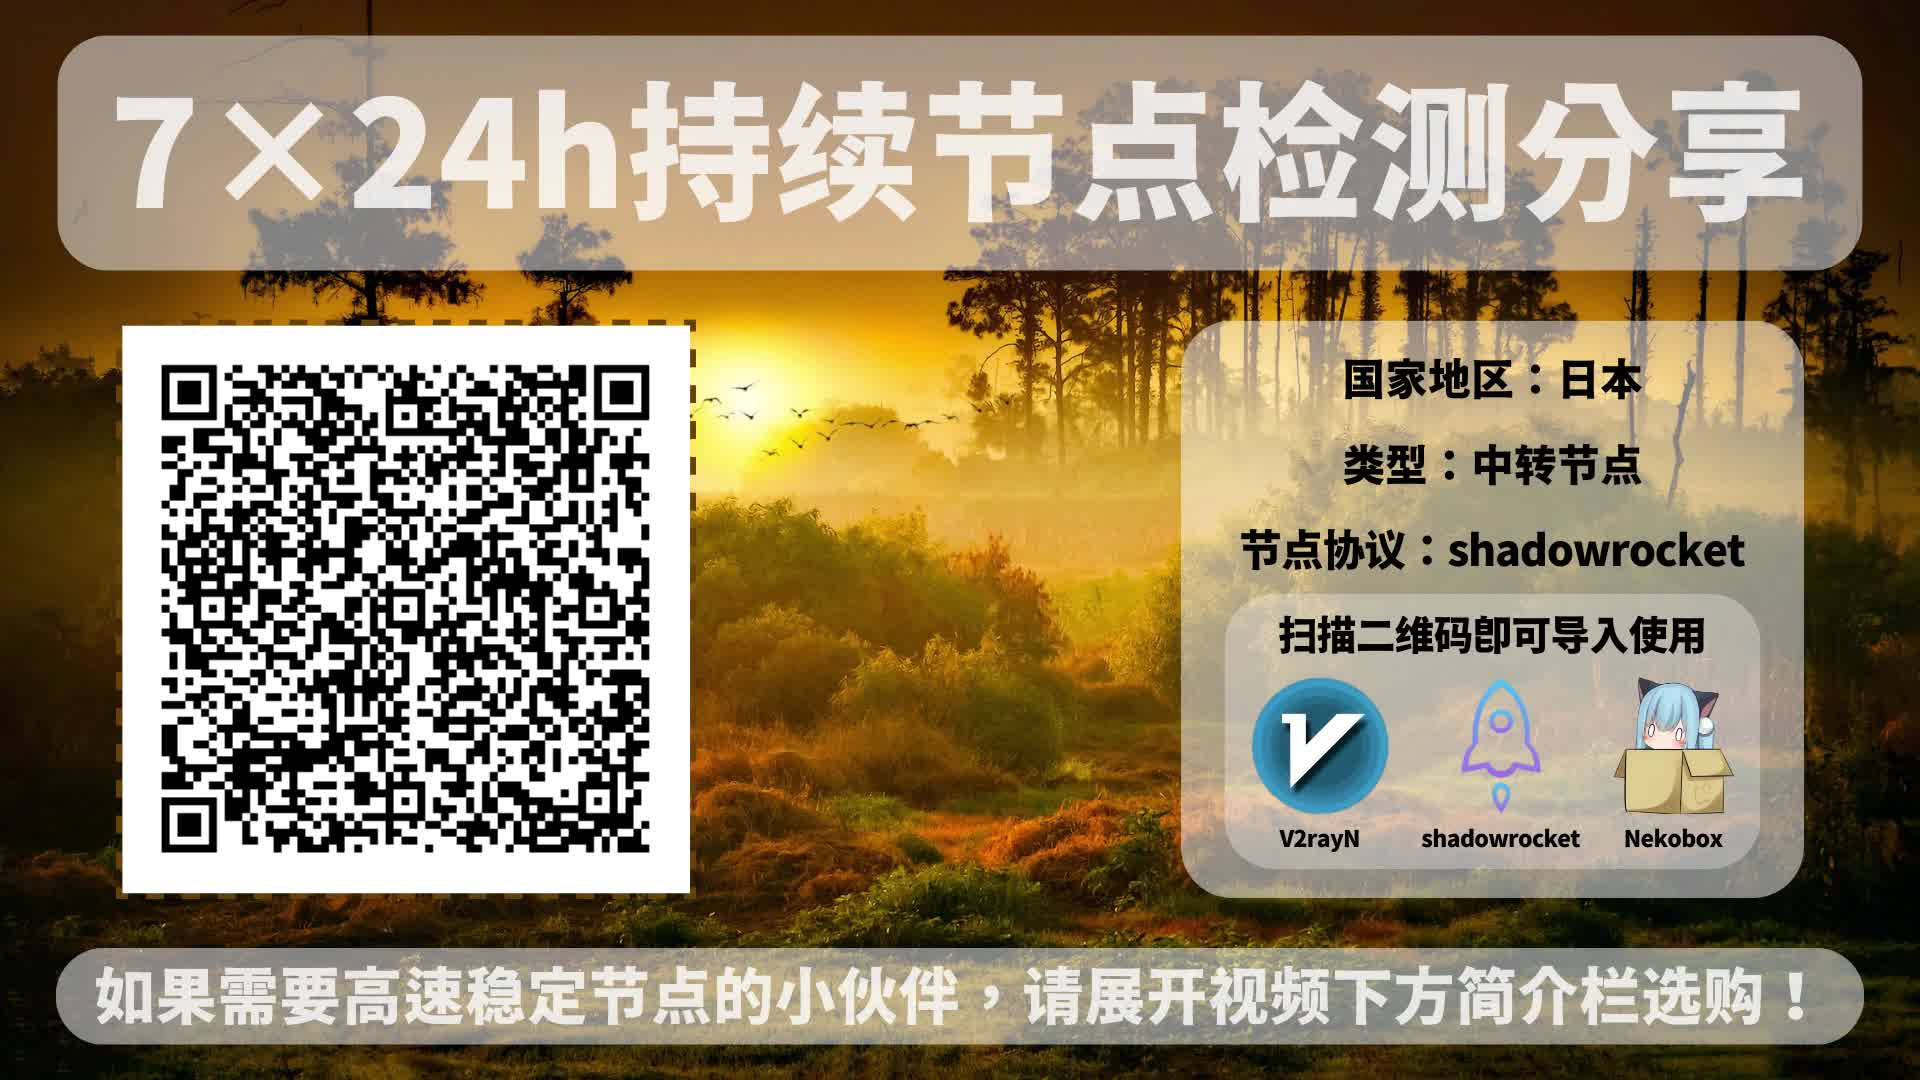 7×24h持续节点检测分享
国家地区：日本
类型：中转节点
节点协议：shadowrocket
扫描二维码即可导入使用
V2rayN
shadowrocket
Nekobox
如果需要高速稳定节点的小伙伴，请展开视频下方简介栏选购！